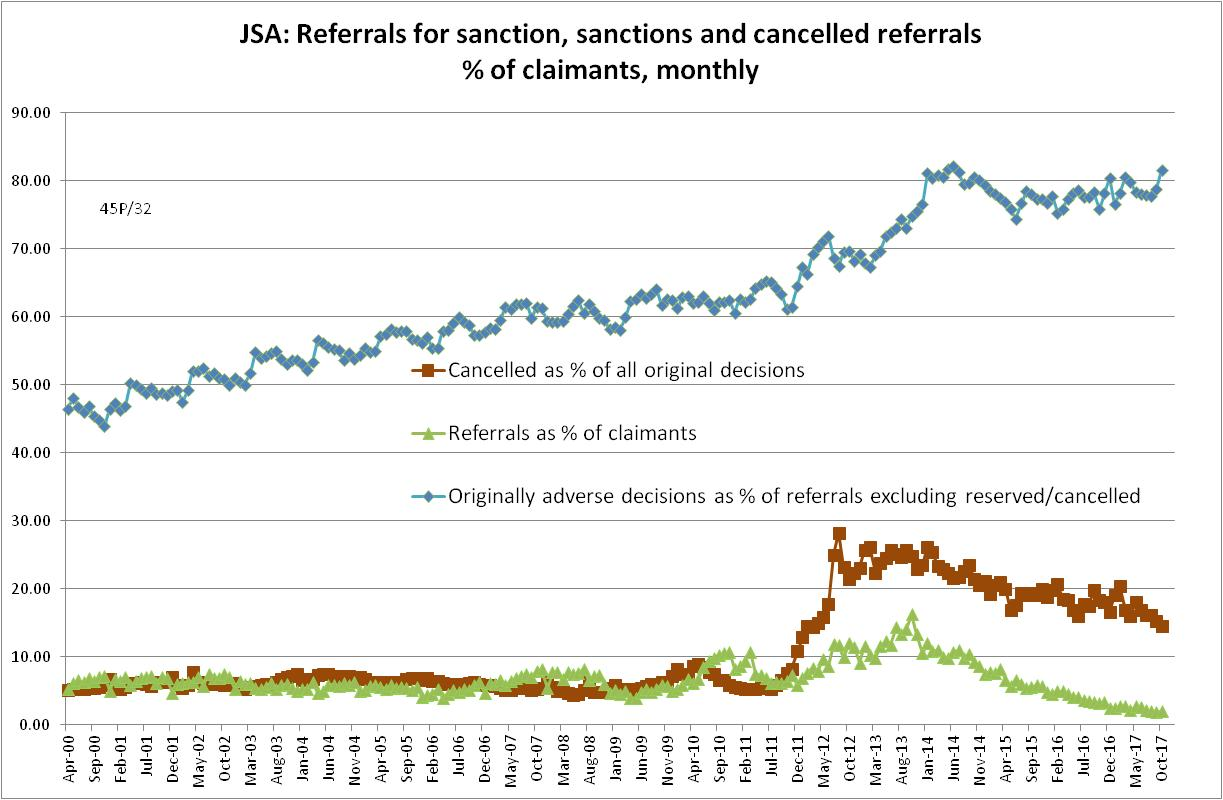 JSA: Referrals for sanction, sanctions and cancelled referrals
% of claimants, monthly
90.00
80.00
70.00
60.00
50.00
40.00
30.00
20.00
10.00
0.00
45P/32
Cancelled as % of all original decisions
Referrals as % of claimants
Originally adverse decisions as % of referrals excluding reserved/cancelled
Apr-00
Sep-00
Feb-01
Jul-01
Dec-01
May-02
Oct-02
Mar-03
Aug-03
Jan-04
Jun-04
Nov-04
Apr-05
Sep-05
Feb-06
Jul-06
Dec-06
May-07
Oct-07
Mar-08
Aug-08
Jan-09
Jun-09
Nov-09
Apr-10
Sep-10
Feb-11
Jul-11
Dec-11
May-12
Oct-12
Mar-13
Aug-13
Jan-14
Jun-14
Nov-14
Apr-15
Sep-15
Feb-16
Jul-16
Dec-16
May-17
Oct-17